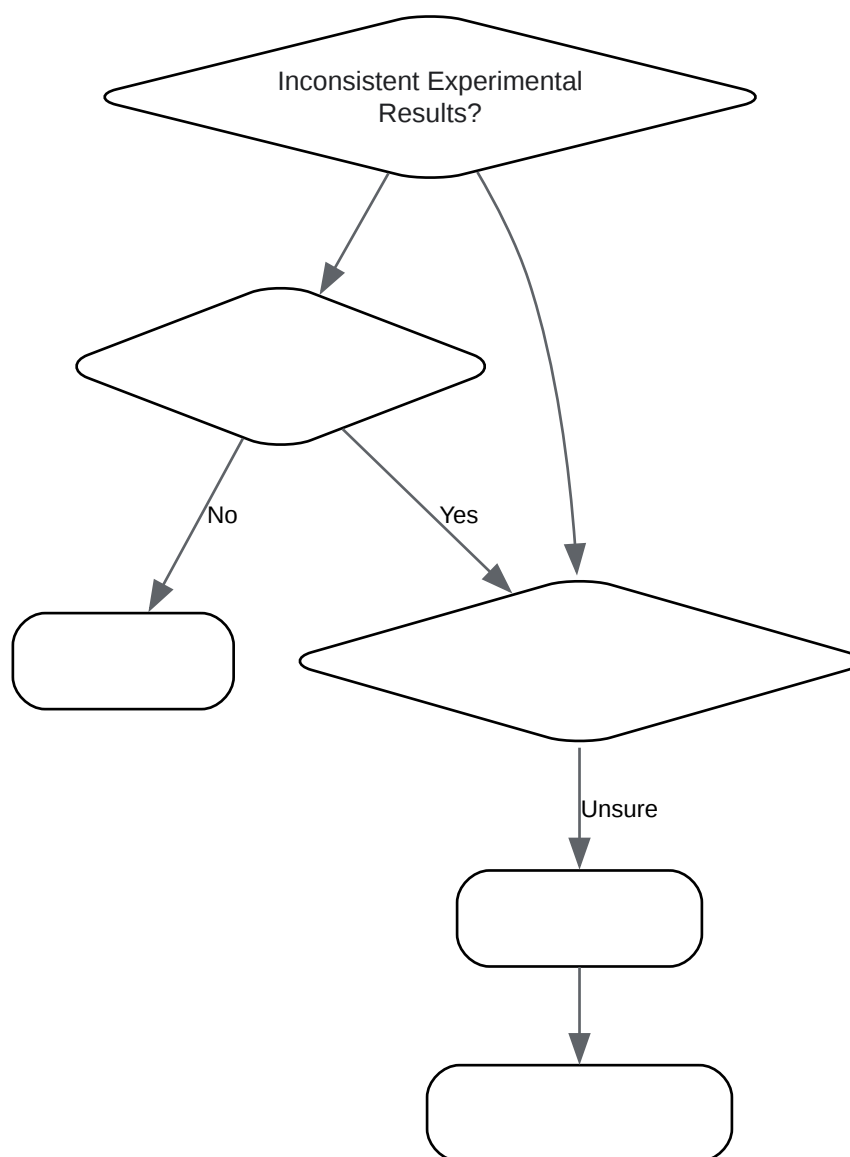 Inconsistent Experimental
Results?
No
Yes
Unsure